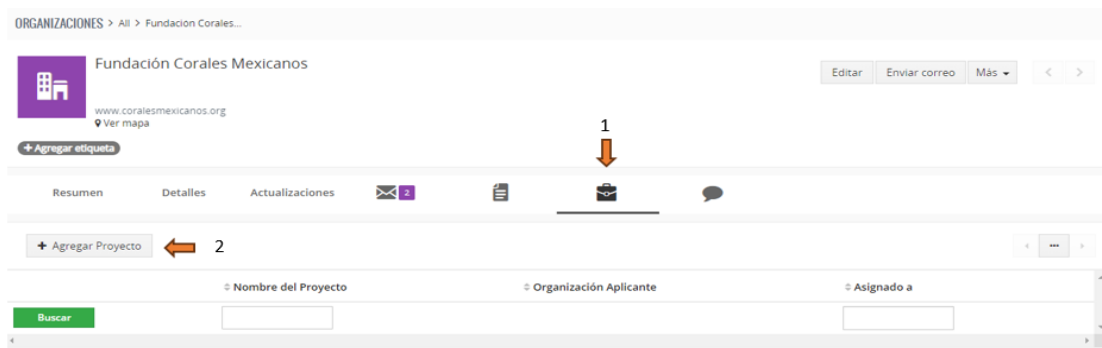 ORGANIZACIONES > All > Fundacion Corales...
Fundación Corales Mexicanos
Editar Enviar correo Más < >
www.coralesmexicanos.org
Ver mapa
1
+ Agregar etiqueta
Resumen Detalles Actualizaciones 2
+ Agregar Proyecto 2 ...
Nombre del Proyecto Organización Aplicante Asignado a
Buscar